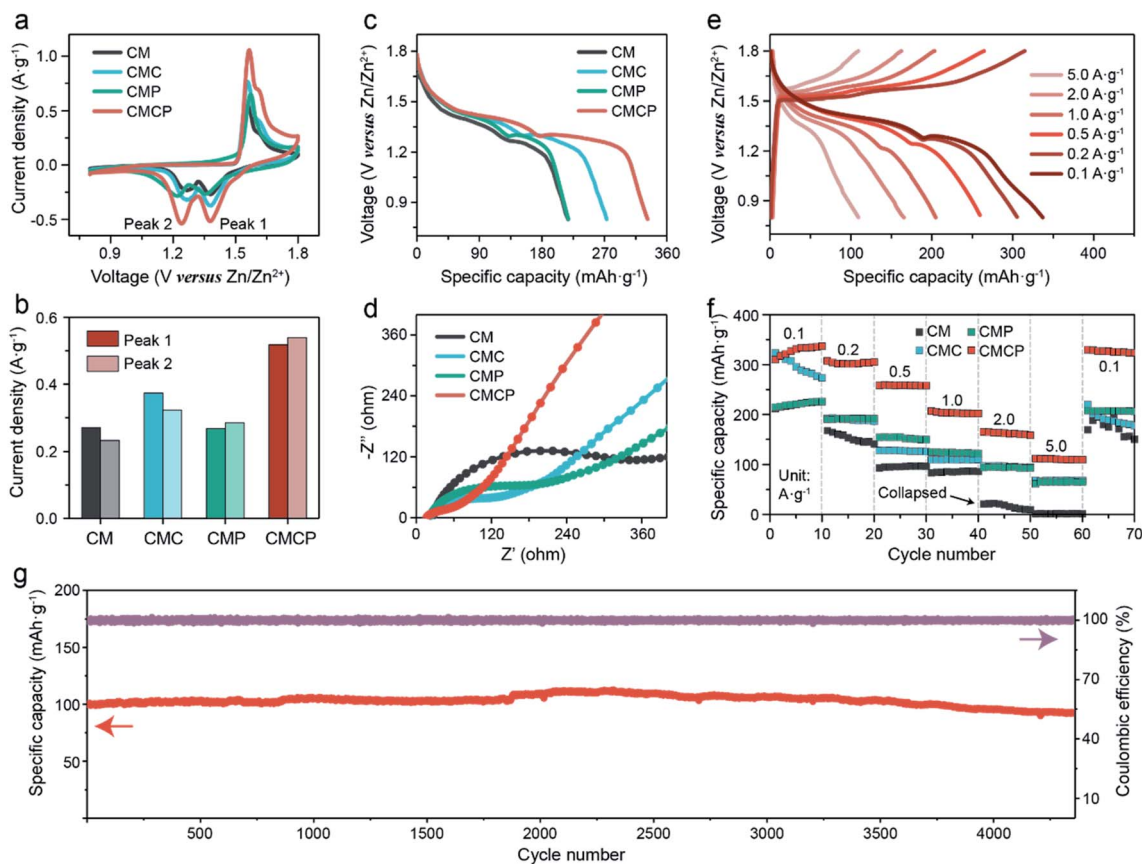 a
CM
CMC
CMP
CMCP
Peak 2
Peak 1
Current density (A·g⁻¹)
1.0
0.5
0.0
-0.5
0.9
1.2
1.5
1.8
Voltage (V versus Zn/Zn²⁺)
c
CM
CMC
CMP
CMCP
Voltage (V versus Zn/Zn²⁺)
1.8
1.5
1.2
0.9
0
90
180
270
360
Specific capacity (mAh·g⁻¹)
e
5.0 A·g⁻¹
2.0 A·g⁻¹
1.0 A·g⁻¹
0.5 A·g⁻¹
0.2 A·g⁻¹
0.1 A·g⁻¹
Voltage (V versus Zn/Zn²⁺)
1.8
1.5
1.2
0.9
0
100
200
300
400
Specific capacity (mAh·g⁻¹)
b
Peak 1
Peak 2
Current density (A·g⁻¹)
0.6
0.4
0.2
0.0
CM
CMC
CMP
CMCP
d
CM
CMC
CMP
CMCP
-Z'' (ohm)
360
240
120
0
0
120
240
360
Z' (ohm)
f
CM
CMP
CMC
CMCP
0.1
0.2
0.5
1.0
2.0
5.0
0.1
Unit:
A·g⁻¹
Collapsed
Specific capacity (mAh·g⁻¹)
400
300
200
100
0
0
10
20
30
40
50
60
70
Cycle number
g
Specific capacity (mAh·g⁻¹)
200
150
100
50
500
1000
1500
2000
2500
3000
3500
4000
Cycle number
100
70
40
10
Coulombic efficiency (%)